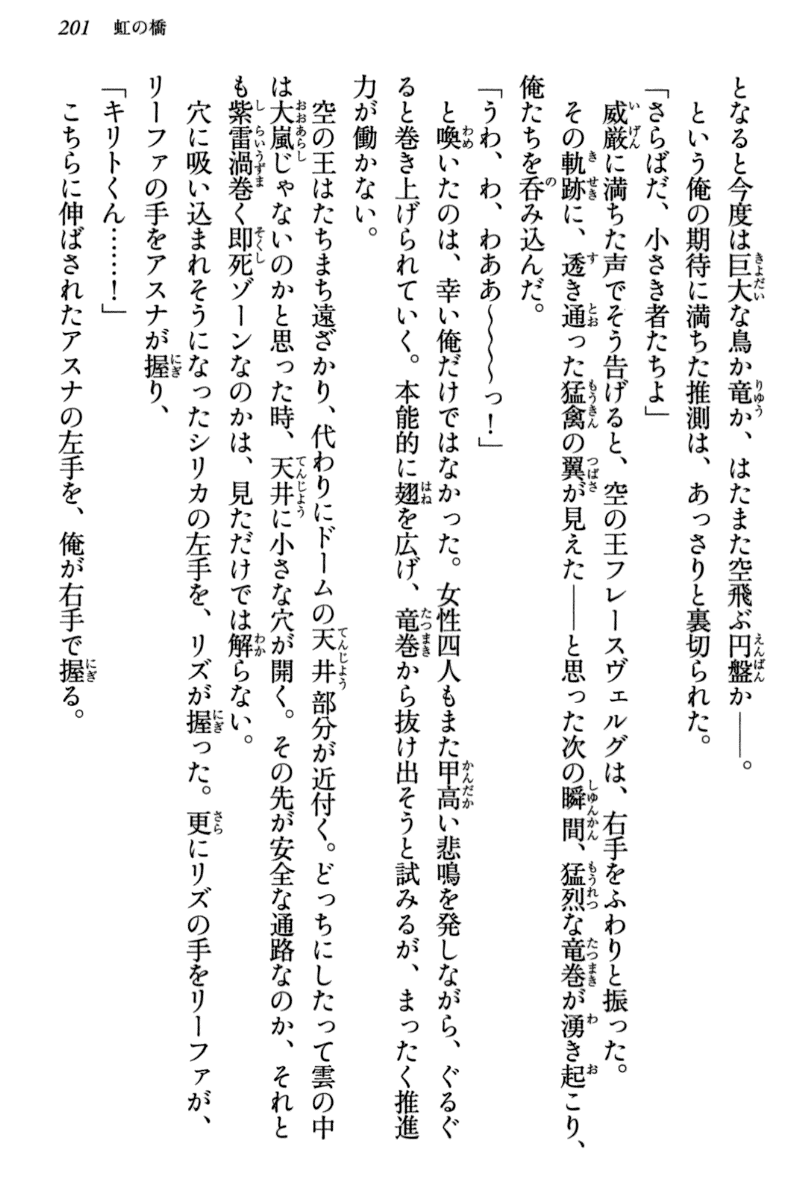 201 虹の橋
となると今度は巨大な鳥か竜か、はたまた空飛ぶ円盤か――。
という俺の期待に満ちた推測は、あっさりと裏切られた。
「さらばだ、小さき者たちよ」
威厳に満ちた声でそう告げると、空の王フレースヴェルグは、右手をふわりと振った。
その軌跡に、透き通った猛禽の翼が見えた――と思った次の瞬間、猛烈な竜巻が湧き起こり、
俺たちを呑み込んだ。
「うわ、わ、わああ～～～～っ！」
と喚いたのは、幸い俺だけではなかった。女性四人もまた甲高い悲鳴を発しながら、ぐるぐ
ると巻き上げられていく。本能的に翅を広げ、竜巻から抜け出そうと試みるが、まったく推進
力が働かない。
空の王はたちまち遠ざかり、代わりにドームの天井部分が近付く。どっちにしたって雲の中
は大嵐じゃないのかと思った時、天井に小さな穴が開く。その先が安全な通路なのか、それと
も紫雷渦巻く即死ゾーンなのかは、見ただけでは解らない。
穴に吸い込まれそうになったシリカの左手を、リズが握った。更にリズの手をリーファが、
リーファの手をアスナが握り、
「キリトくん……！」
こちらに伸ばされたアスナの左手を、俺が右手で握る。